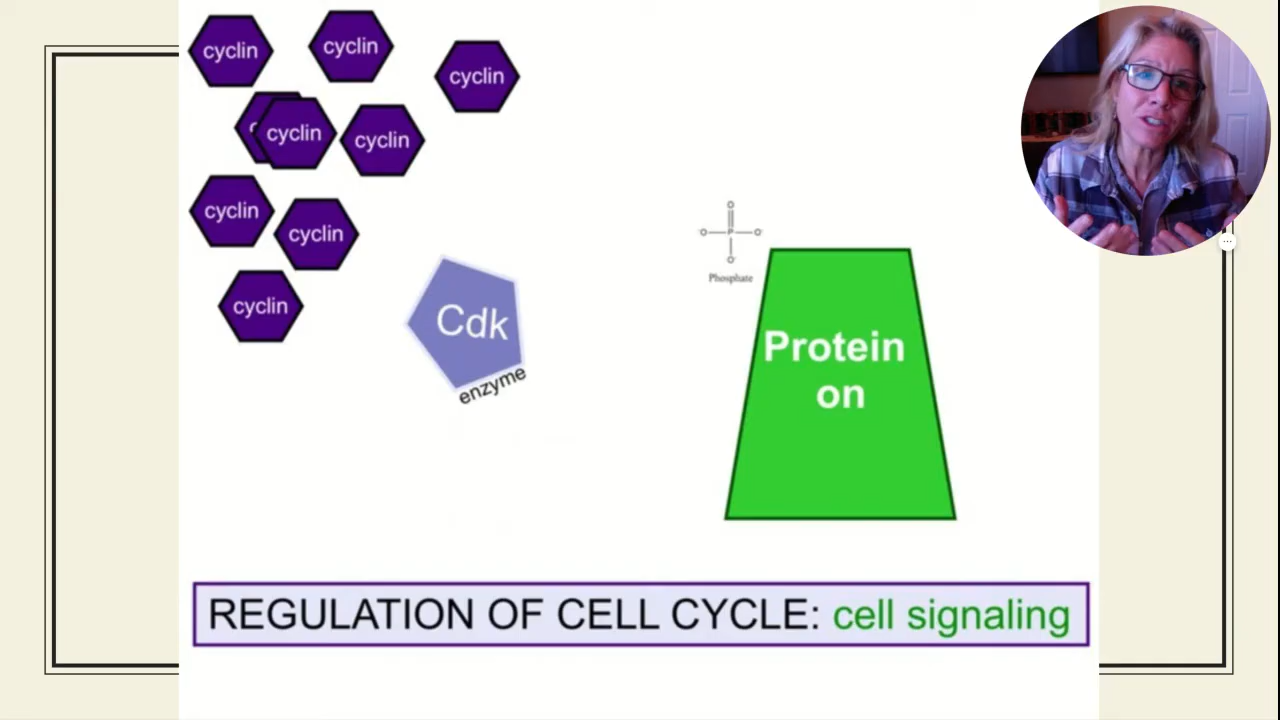 cyclin
cyclin
cyclin
c
cyclin
cyclin
cyclin
cyclin
cyclin
Cdk
enzyme
O
-O P O-
O-
Phosphate
Protein
on
REGULATION OF CELL CYCLE: cell signaling